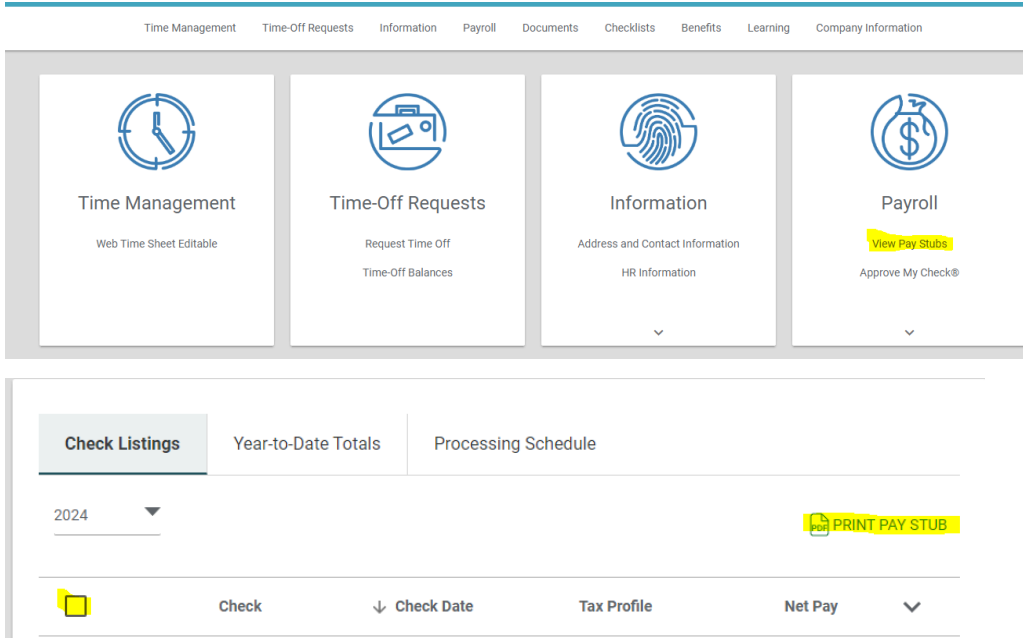 Time Management Time-Off Requests Information Payroll Documents Checklists Benefits Learning Company Information
Time Management
Web Time Sheet Editable
Time-Off Requests
Request Time Off
Time-Off Balances
Information
Address and Contact Information
HR Information
Payroll
View Pay Stubs
Approve My Check®
Check Listings Year-to-Date Totals Processing Schedule
2024
PDF PRINT PAY STUB
Check Check Date Tax Profile Net Pay